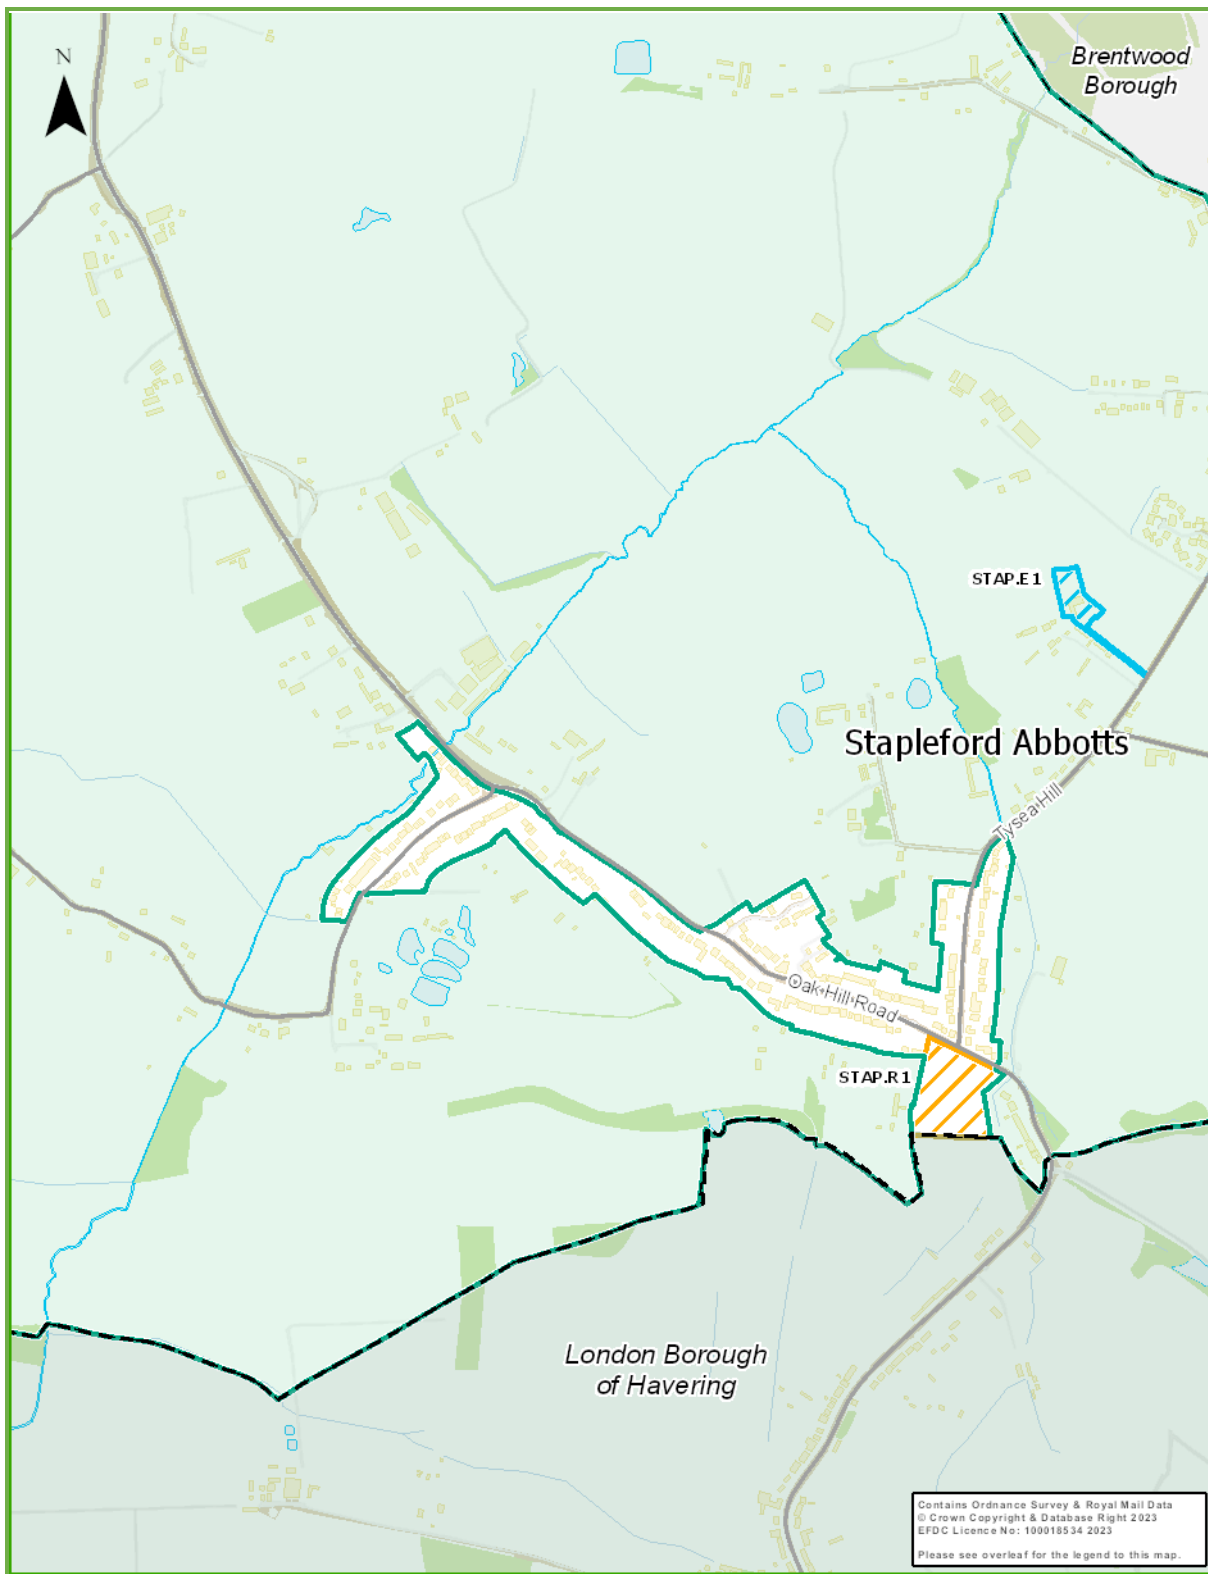 N
Brentwood
Borough
STAP.E1
Stapleford Abbotts
Tysea Hill
Oak Hill Road
STAP.R1
London Borough
of Havering
Contains Ordnance Survey & Royal Mail Data
© Crown Copyright & Database Right 2023
EFDC Licence No: 100018534 2023
Please see overleaf for the legend to this map.